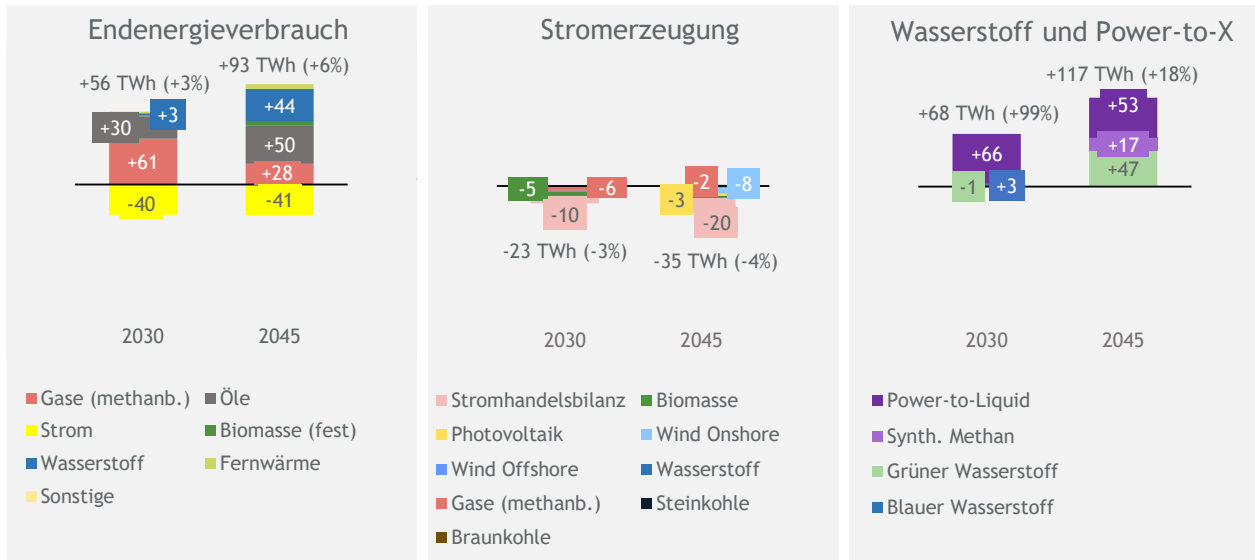 Endenergieverbrauch
+56 TWh (+3%)
+93 TWh (+6%)
+3
+30
+61
-40
+44
+50
+28
-41
2030
2045
Gase (methanb.)
Öle
Strom
Biomasse (fest)
Wasserstoff
Fernwärme
Sonstige
Stromerzeugung
-5
-6
-10
-23 TWh (-3%)
-2
-8
-3
-20
-35 TWh (-4%)
2030
2045
Stromhandelsbilanz
Biomasse
Photovoltaik
Wind Onshore
Wind Offshore
Wasserstoff
Gase (methanb.)
Steinkohle
Braunkohle
Wasserstoff und Power-to-X
+117 TWh (+18%)
+68 TWh (+99%)
+66
-1
+3
+53
+17
+47
2030
2045
Power-to-Liquid
Synth. Methan
Grüner Wasserstoff
Blauer Wasserstoff